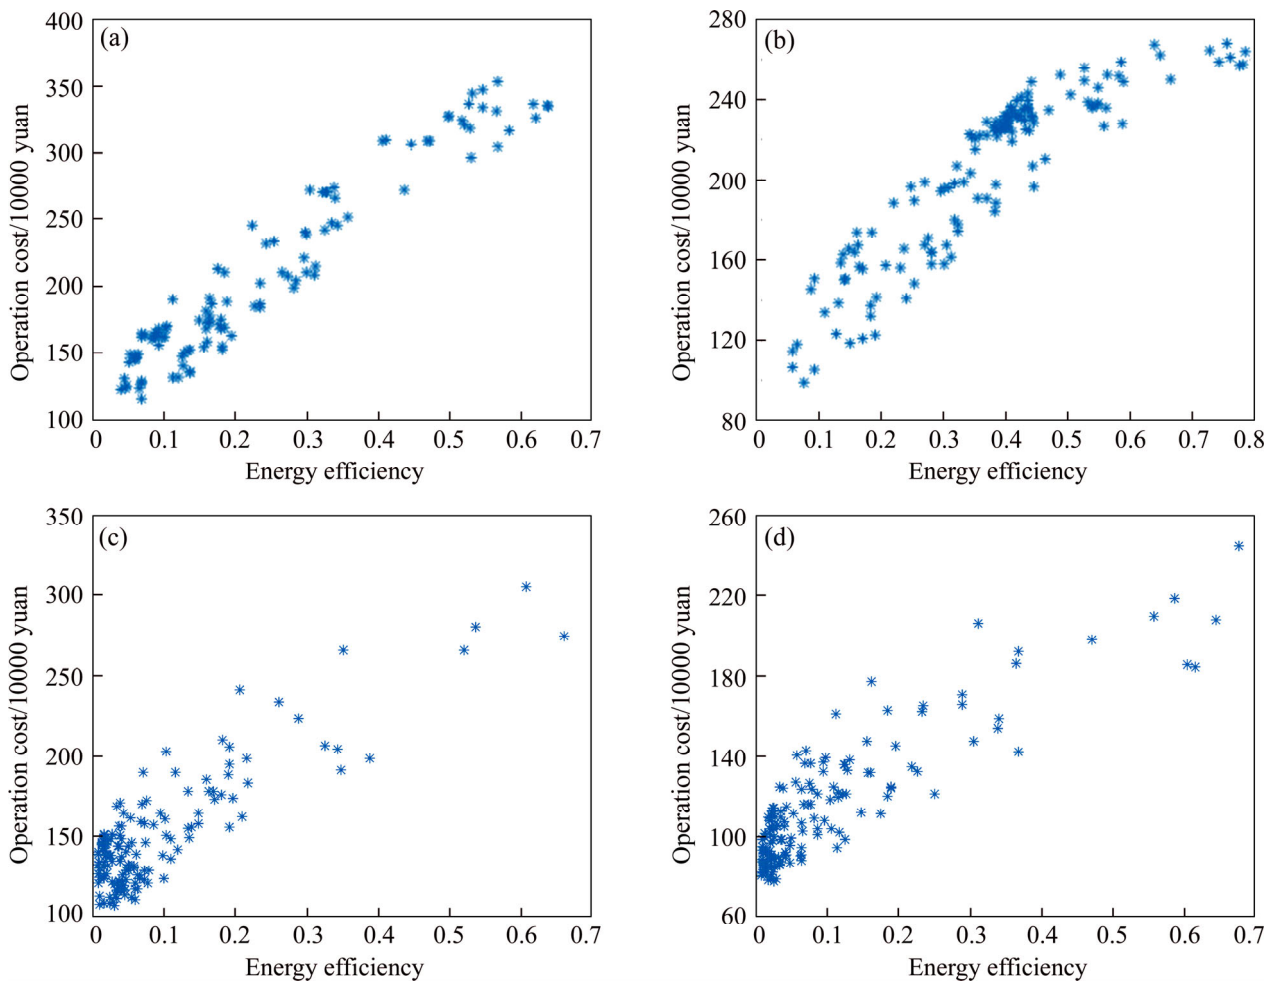 (a)
Operation cost/10000 yuan
400
350
300
250
200
150
100
0 0.1 0.2 0.3 0.4 0.5 0.6 0.7
Energy efficiency
(b)
Operation cost/10000 yuan
280
240
200
160
120
80
0 0.1 0.2 0.3 0.4 0.5 0.6 0.7 0.8
Energy efficiency
(c)
Operation cost/10000 yuan
350
300
250
200
150
100
0 0.1 0.2 0.3 0.4 0.5 0.6 0.7
Energy efficiency
(d)
Operation cost/10000 yuan
260
220
180
140
100
60
0 0.1 0.2 0.3 0.4 0.5 0.6 0.7
Energy efficiency